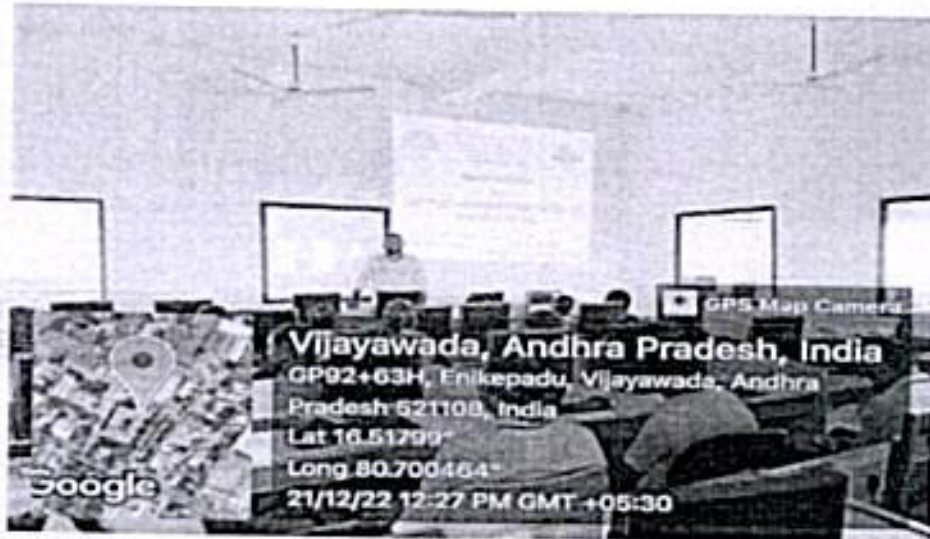 GPS Map Camera
Vijayawada, Andhra Pradesh, India
GP92+63H, Enikepadu, Vijayawada, Andhra
Pradesh 521108, India
Lat 16.51799°
Long 80.700464°
21/12/22 12:27 PM GMT +05:30
Google